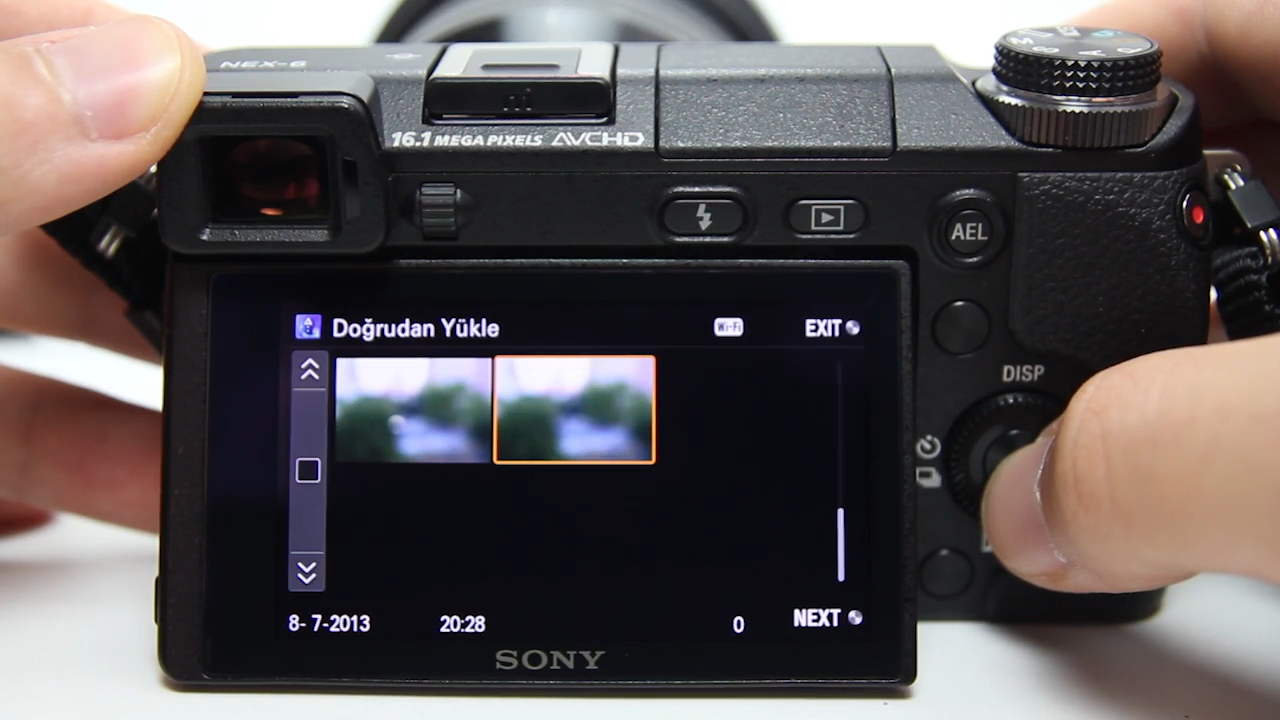 NEX-6
mi
16.1 MEGA PIXELS AVCHD
AEL
Doğrudan Yükle
Wi-Fi
EXIT
DISP
8- 7-2013 20:28 0
NEXT
SONY